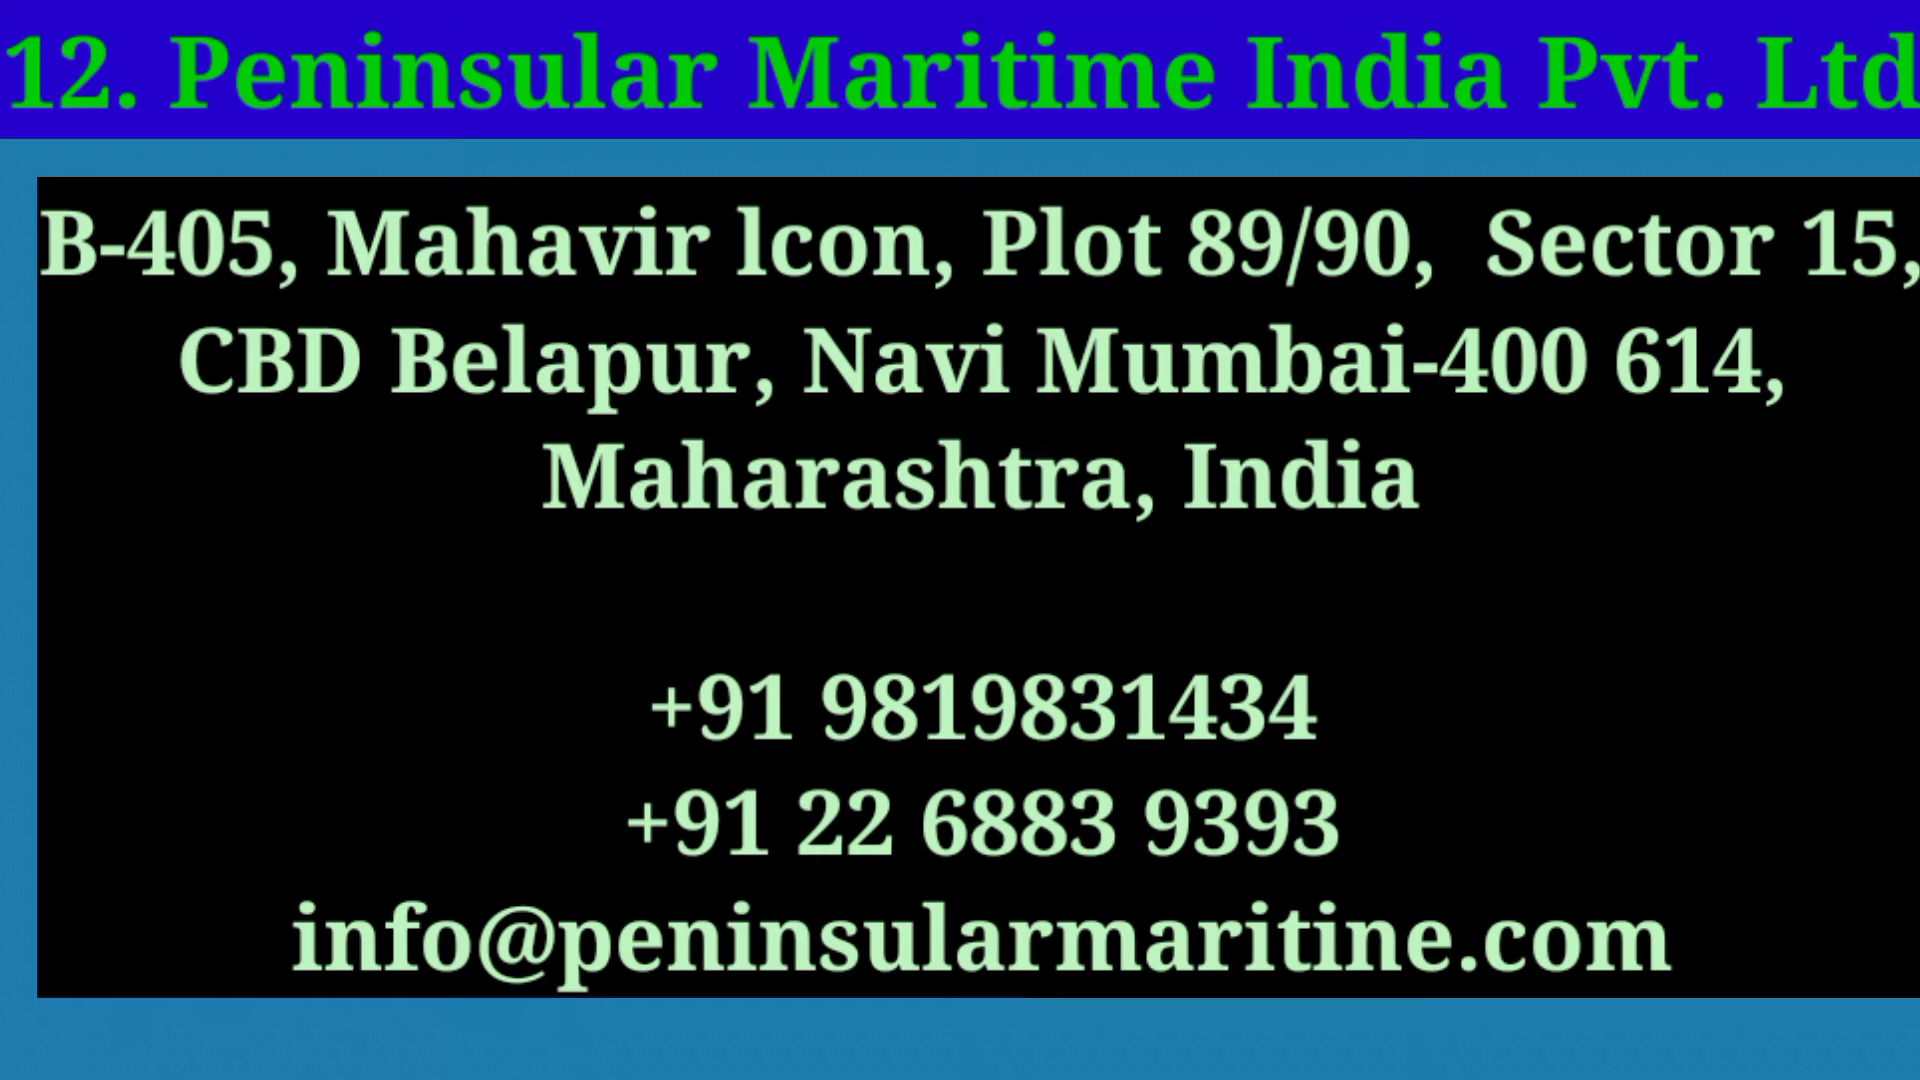 12. Peninsular Maritime India Pvt. Ltd
B-405, Mahavir lcon, Plot 89/90,  Sector 15,
CBD Belapur, Navi Mumbai-400 614,
Maharashtra, India
+91 9819831434
+91 22 6883 9393
info@peninsularmaritine.com